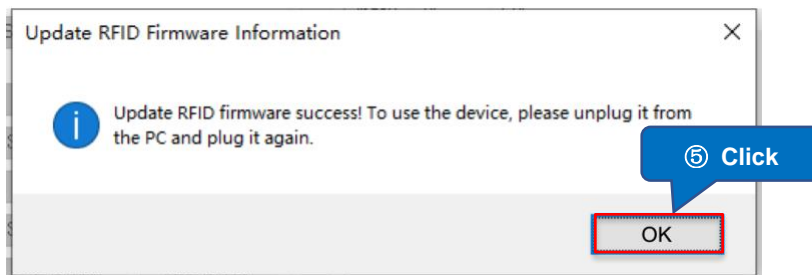 Update RFID Firmware Information
Update RFID firmware success! To use the device, please unplug it from
the PC and plug it again.
⑤ Click
OK